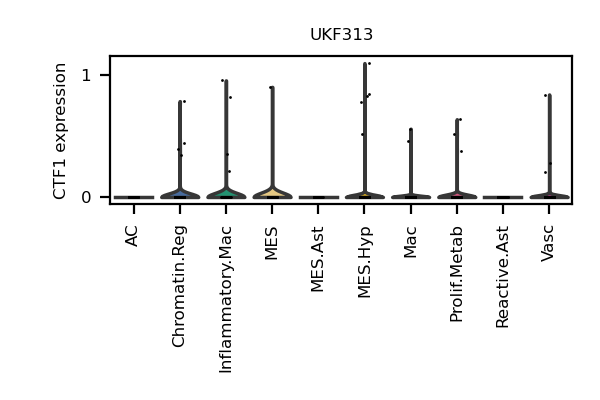 UKF313
CTF1 expression
1
0
AC
Chromatin.Reg
Inflammatory.Mac
MES
MES.Ast
MES.Hyp
Mac
Prolif.Metab
Reactive.Ast
Vasc